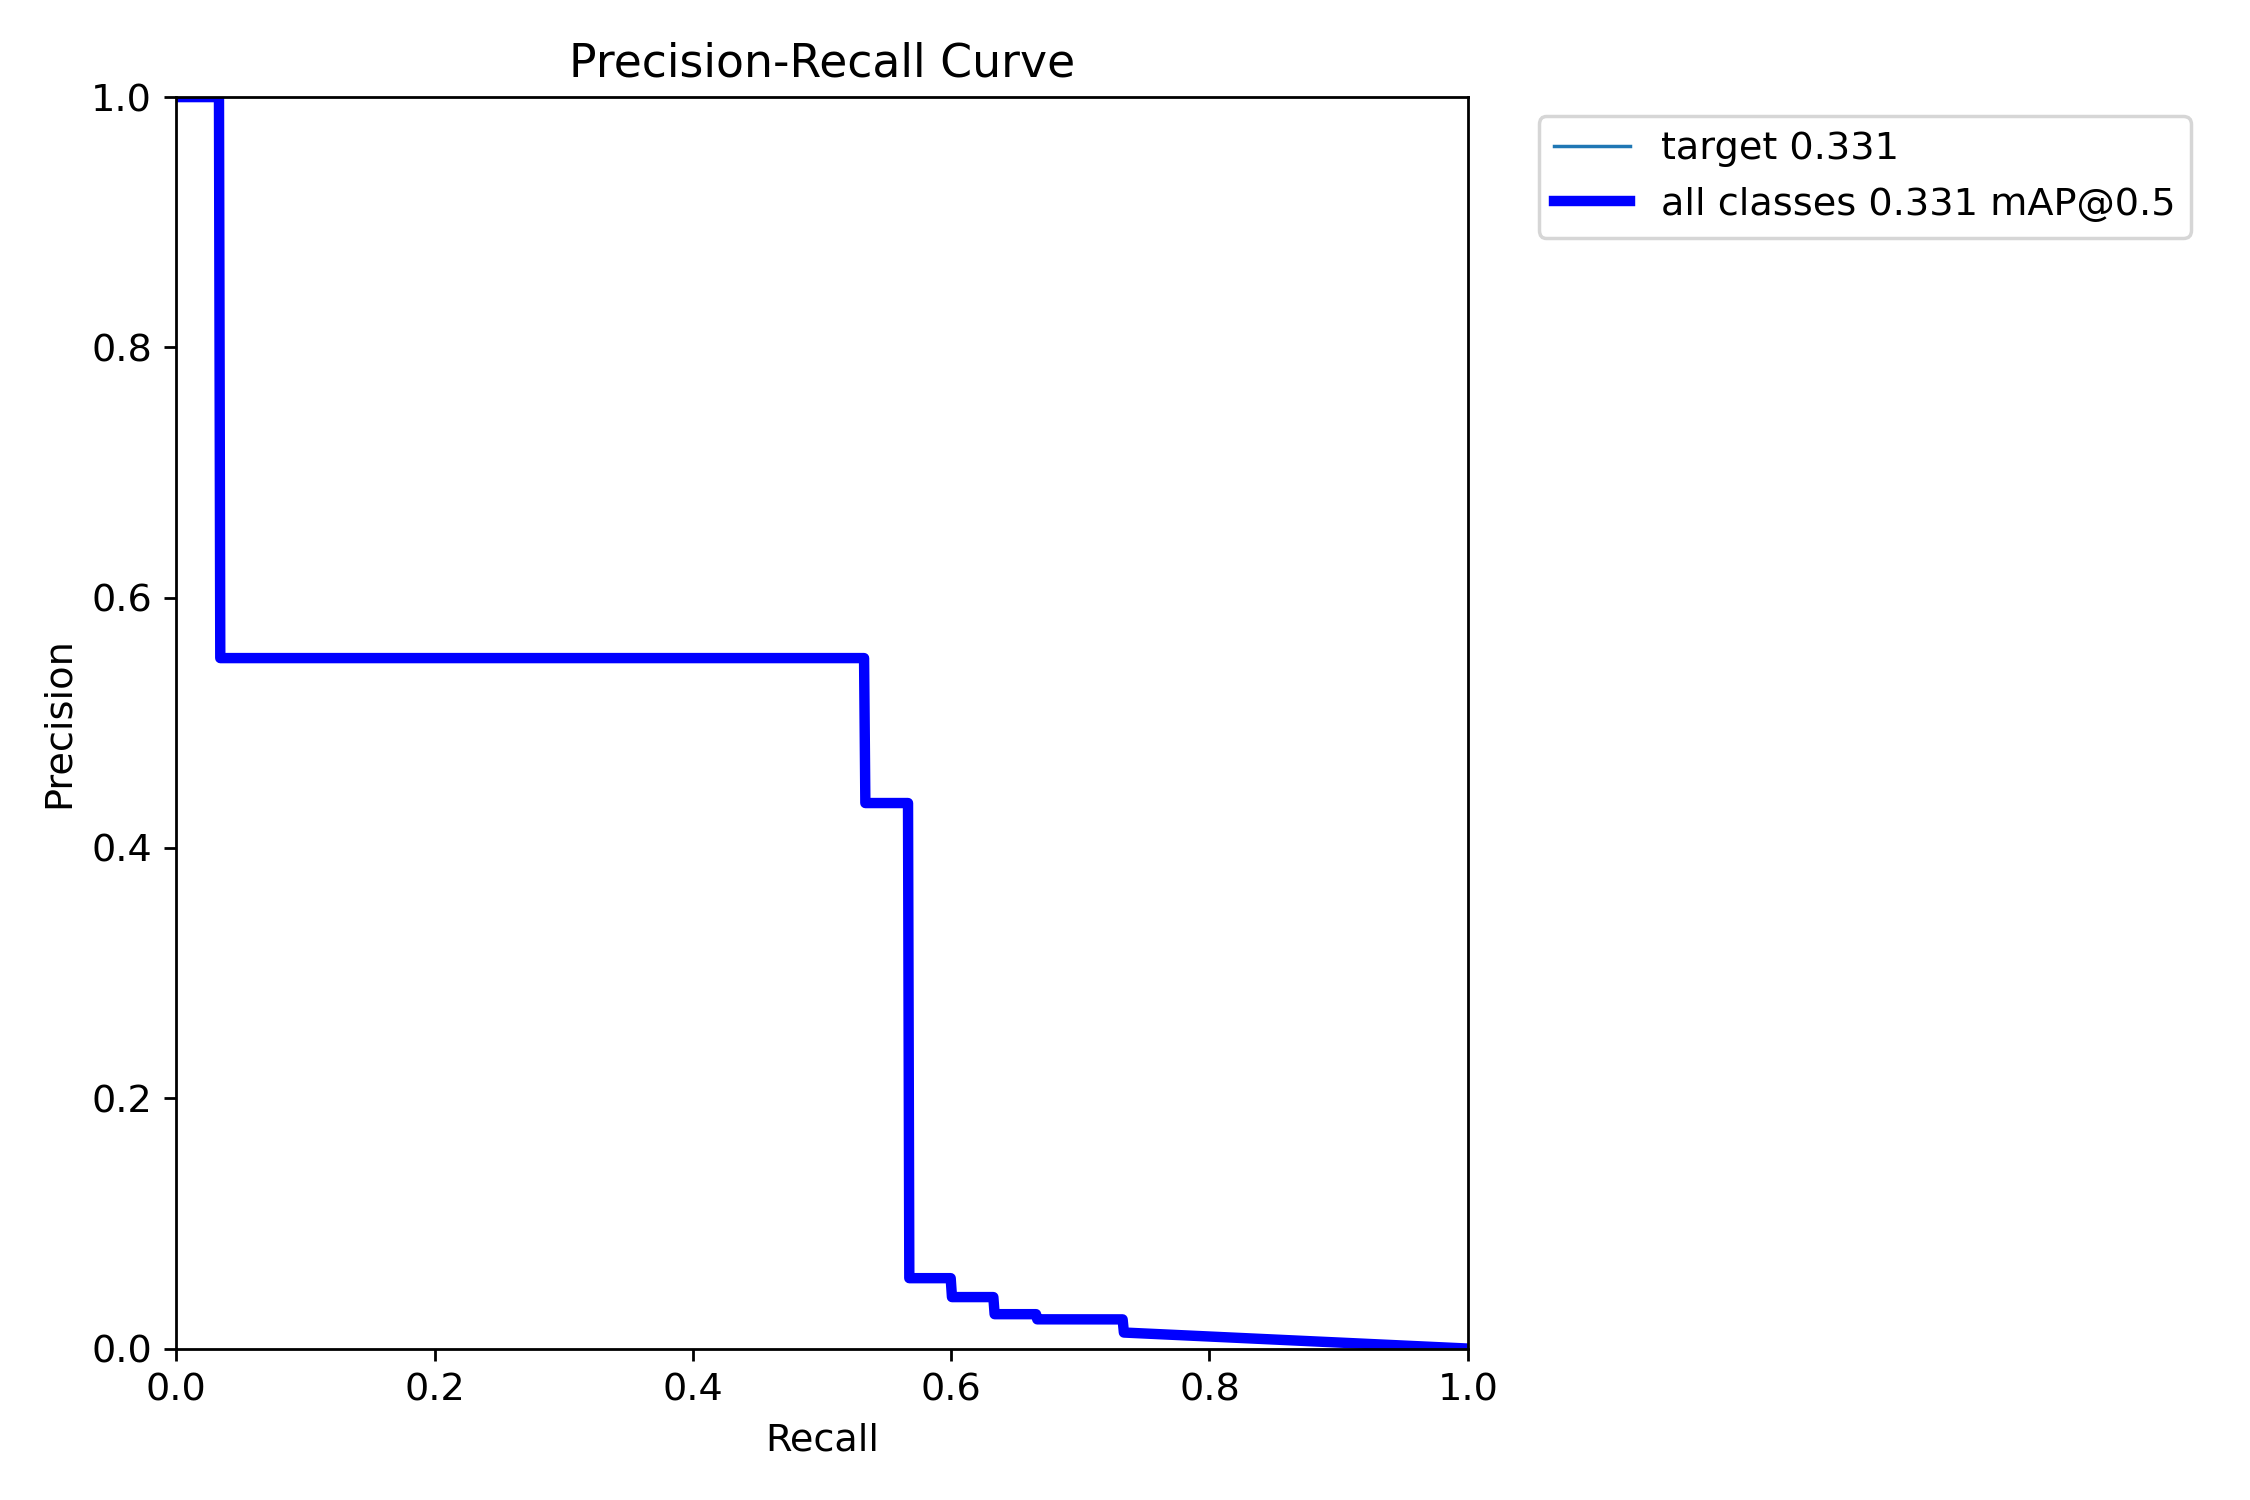 Precision-Recall Curve
1.0
0.8
0.6
0.4
0.2
0.0
Precision
0.0 0.2 0.4 0.6 0.8 1.0
Recall
target 0.331
all classes 0.331 mAP@0.5